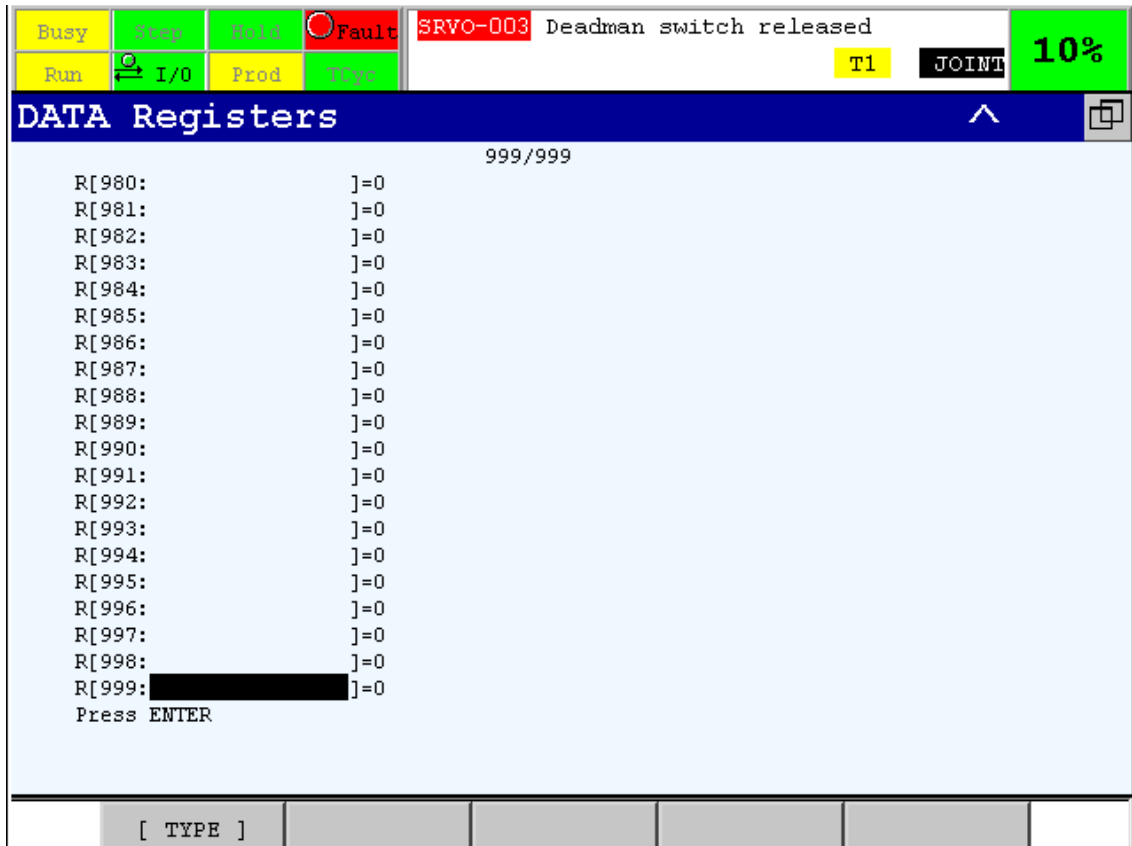 Busy Step Hold Fault SRVO-003 Deadman switch released
Run I/O Prod TCyc T1 JOINT 10%
DATA Registers
999/999
R[980: ]=0
R[981: ]=0
R[982: ]=0
R[983: ]=0
R[984: ]=0
R[985: ]=0
R[986: ]=0
R[987: ]=0
R[988: ]=0
R[989: ]=0
R[990: ]=0
R[991: ]=0
R[992: ]=0
R[993: ]=0
R[994: ]=0
R[995: ]=0
R[996: ]=0
R[997: ]=0
R[998: ]=0
R[999: ]=0
Press ENTER
[ TYPE ]